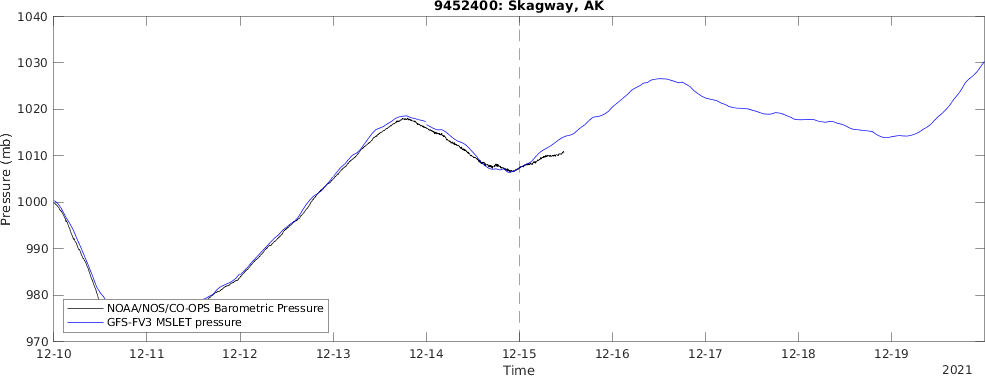 9452400: Skagway, AK
1040
1030
1020
1010
1000
990
980
970
Pressure (mb)
NOAA/NOS/CO-OPS Barometric Pressure
GFS-FV3 MSLET pressure
12-10 12-11 12-12 12-13 12-14 12-15 12-16 12-17 12-18 12-19
Time
2021